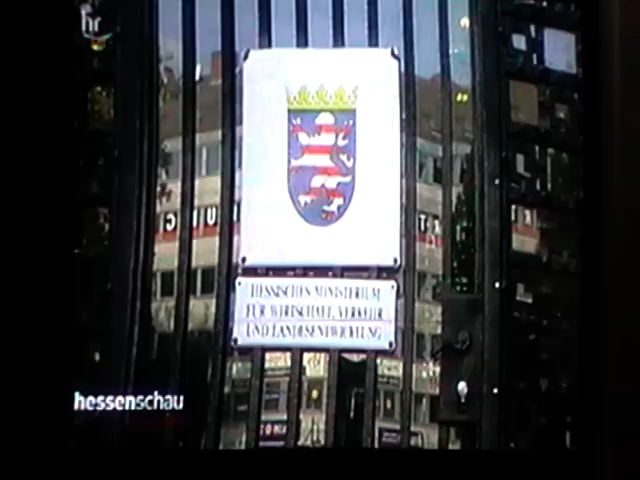 hr
HESSISCHES MINISTERIUM
FÜR WIRTSCHAFT, VERKEHR
UND LANDESENTWICKLUNG
hessenschau